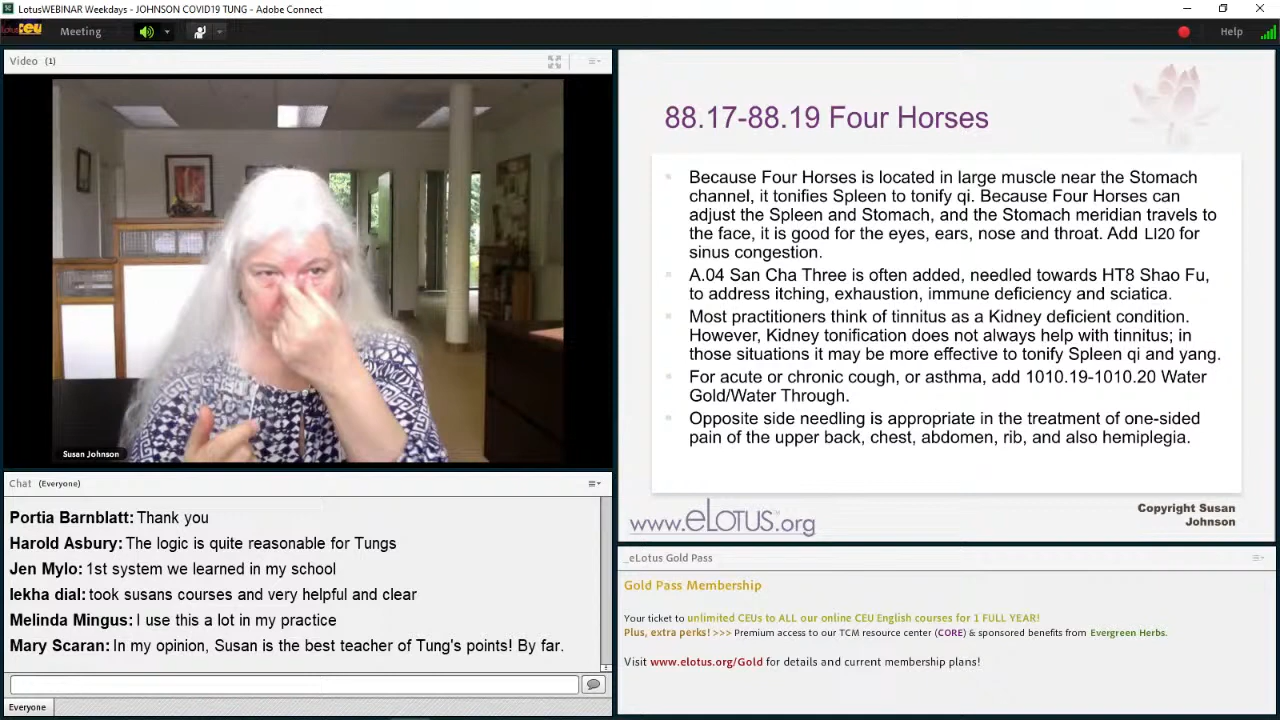 LotusWEBINAR Weekdays - JOHNSON COVID19 TUNG - Adobe Connect
Meeting
Help
Video (1)
Susan Johnson
Chat (Everyone)
Portia Barnblatt: Thank you
Harold Asbury: The logic is quite reasonable for Tungs
Jen Mylo: 1st system we learned in my school
lekha dial: took susans courses and very helpful and clear
Melinda Mingus: I use this a lot in my practice
Mary Scaran: In my opinion, Susan is the best teacher of Tung's points! By far.
Everyone
88.17-88.19 Four Horses
Because Four Horses is located in large muscle near the Stomach
channel, it tonifies Spleen to tonify qi. Because Four Horses can
adjust the Spleen and Stomach, and the Stomach meridian travels to
the face, it is good for the eyes, ears, nose and throat. Add LI20 for
sinus congestion.
A.04 San Cha Three is often added, needled towards HT8 Shao Fu,
to address itching, exhaustion, immune deficiency and sciatica.
Most practitioners think of tinnitus as a Kidney deficient condition.
However, Kidney tonification does not always help with tinnitus; in
those situations it may be more effective to tonify Spleen qi and yang.
For acute or chronic cough, or asthma, add 1010.19-1010.20 Water
Gold/Water Through.
Opposite side needling is appropriate in the treatment of one-sided
pain of the upper back, chest, abdomen, rib, and also hemiplegia.
www.eLOTUS.org
Copyright Susan
Johnson
_eLotus Gold Pass
Gold Pass Membership
Your ticket to unlimited CEUs to ALL our online CEU English courses for 1 FULL YEAR!
Plus, extra perks! >>> Premium access to our TCM resource center (CORE) & sponsored benefits from Evergreen Herbs.
Visit www.elotus.org/Gold for details and current membership plans!